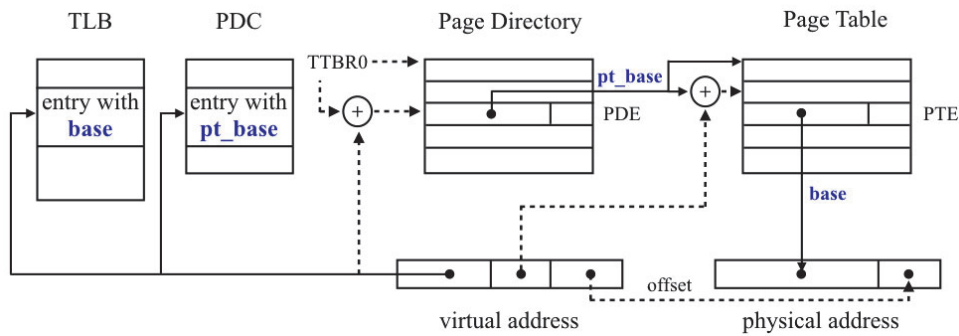 TLB
PDC
Page Directory
Page Table
TTBR0
entry with
base
entry with
pt_base
+
pt_base
PDE
+
PTE
base
offset
virtual address
physical address